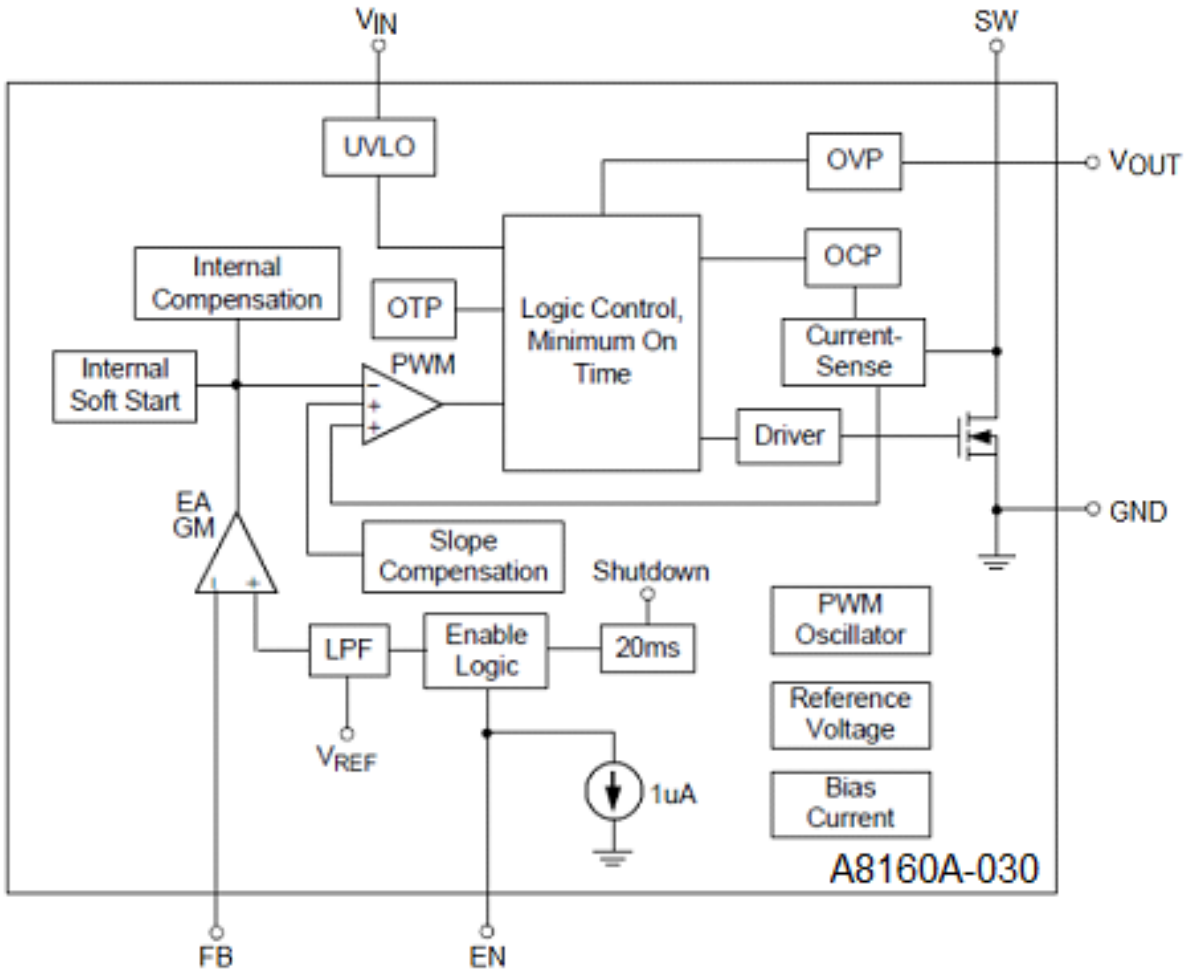 VIN
SW
UVLO
OVP
VOUT
Internal
Compensation
OCP
OTP
Logic Control,
Minimum On
Time
Current-
Sense
Internal
Soft Start
PWM
−
+
+
Driver
EA
GM
GND
Slope
Compensation
Shutdown
− +
PWM
Oscillator
LPF
Enable
Logic
20ms
VREF
Reference
Voltage
1uA
Bias
Current
A8160A-030
FB
EN